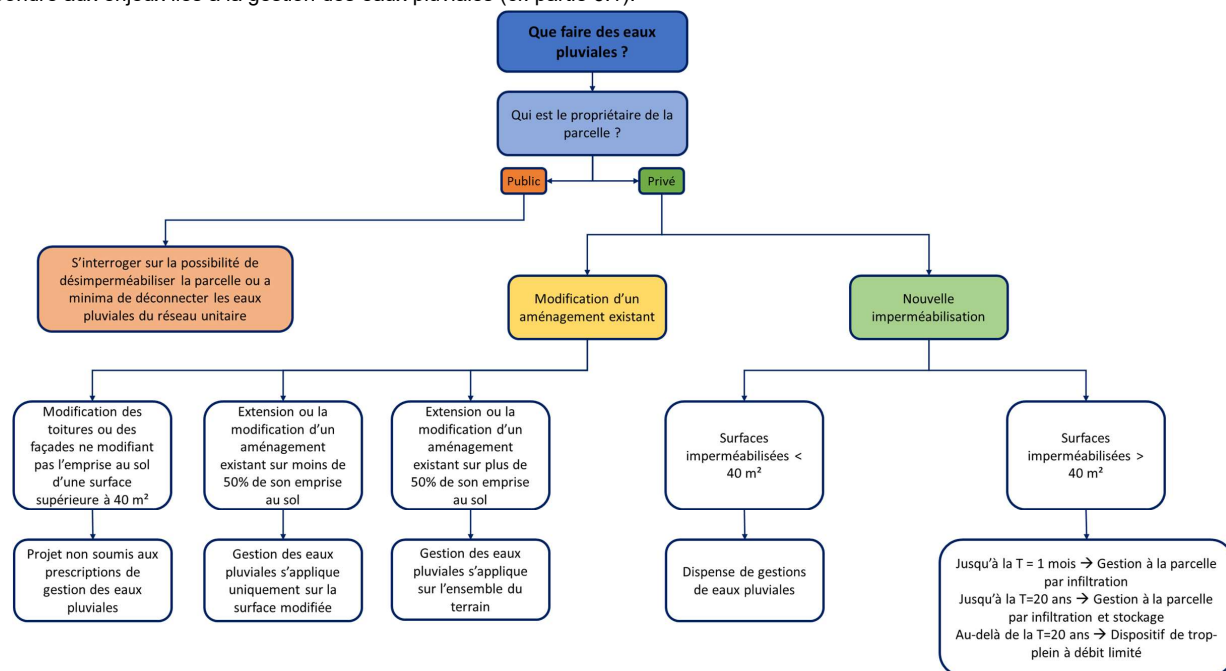 Que faire des eaux
pluviales ?
Qui est le propriétaire de la
parcelle ?
Public
Privé
S'interroger sur la possibilité de
désimperméabiliser la parcelle ou a
minima de déconnecter les eaux
pluviales du réseau unitaire
Modification d'un
aménagement existant
Nouvelle
imperméabilisation
Modification des
toitures ou des
façades ne modifiant
pas l'emprise au sol
d'une surface
supérieure à 40 m²
Extension ou la
modification d'un
aménagement
existant sur moins de
50% de son emprise
au sol
Extension ou la
modification d'un
aménagement
existant sur plus de
50% de son emprise
au sol
Surfaces
imperméabilisées <
40 m²
Surfaces
imperméabilisées >
40 m²
Projet non soumis aux
prescriptions de
gestion des eaux
pluviales
Gestion des eaux
pluviales s'applique
uniquement sur la
surface modifiée
Gestion des eaux
pluviales s'applique
sur l'ensemble du
terrain
Dispense de gestions
de eaux pluviales
Jusqu'à la T = 1 mois → Gestion à la parcelle
par infiltration
Jusqu'à la T=20 ans → Gestion à la parcelle
par infiltration et stockage
Au-delà de la T=20 ans → Dispositif de trop-
plein à débit limité